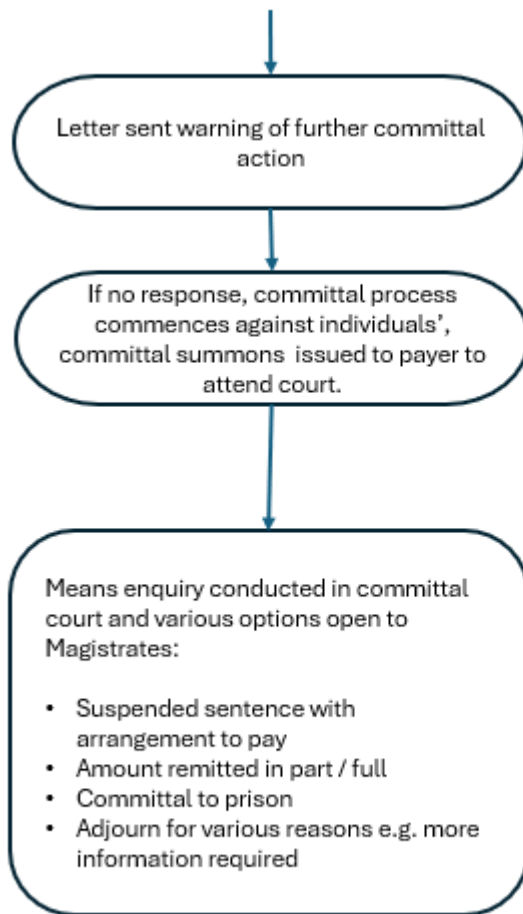 Letter sent warning of further committal
action
If no response, committal process
commences against individuals’,
committal summons  issued to payer to
attend court.
Means enquiry conducted in committal
court and various options open to
Magistrates:
• Suspended sentence with
arrangement to pay
• Amount remitted in part / full
• Committal to prison
• Adjourn for various reasons e.g. more
information required